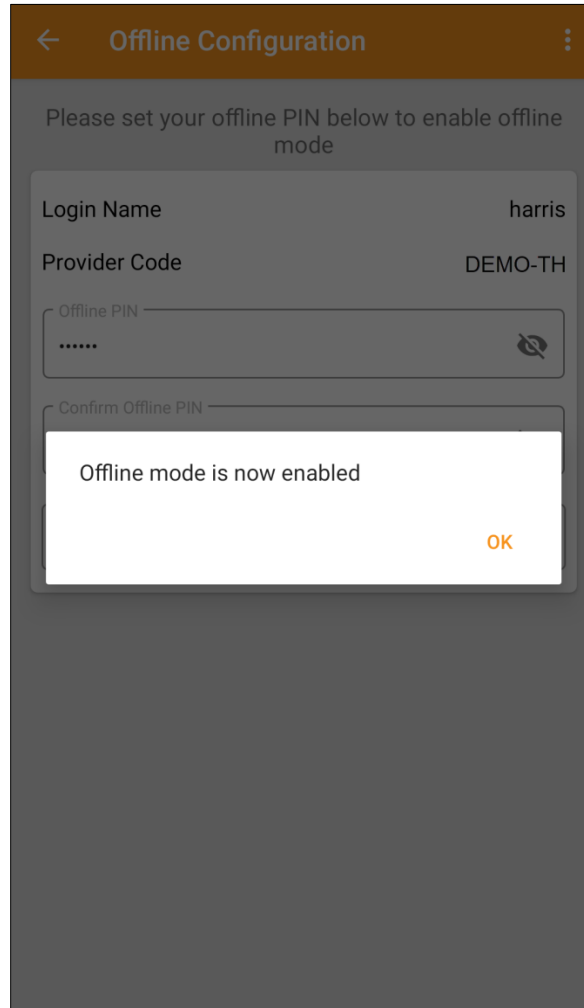 Offline Configuration
Please set your offline PIN below to enable offline
mode
Login Name harris
Provider Code DEMO-TH
Offline PIN
••••••
Confirm Offline PIN
Offline mode is now enabled
OK